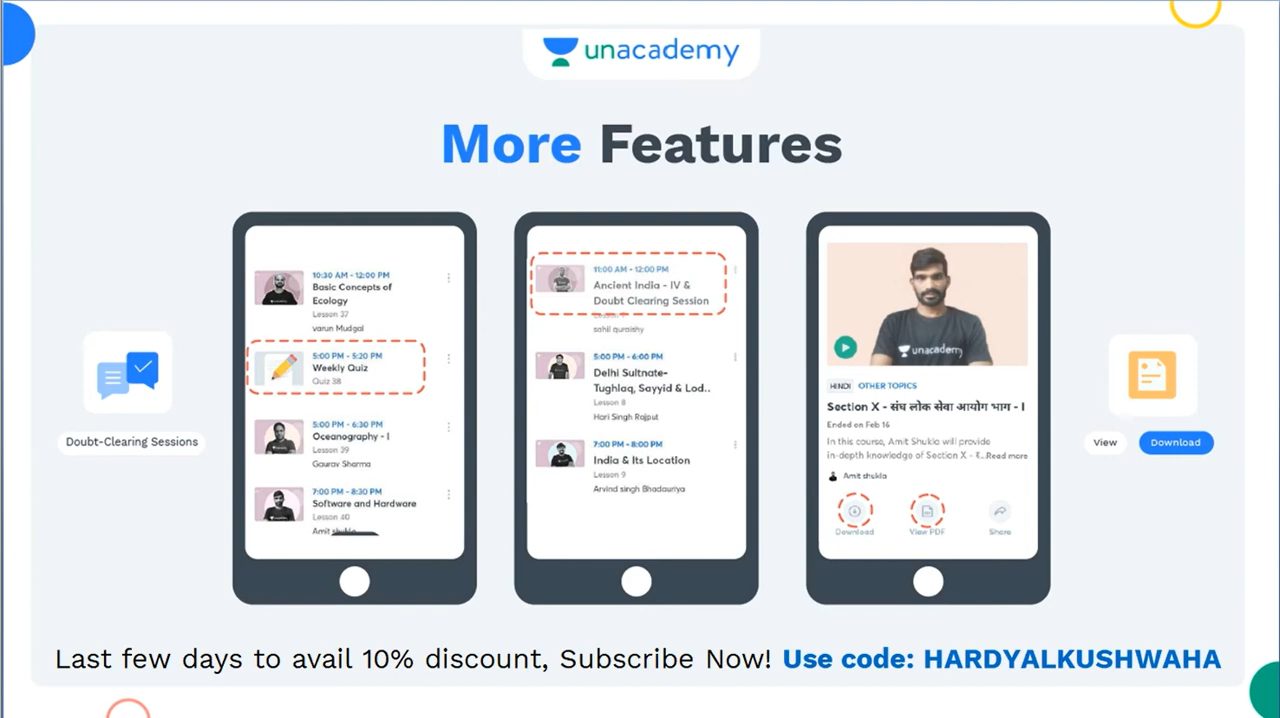 unacademy
More Features
10:30 AM - 12:00 PM
Basic Concepts of
Ecology
Lesson 37
varun Mudgal
5:00 PM - 5:20 PM
Weekly Quiz
Quiz 38
5:00 PM - 6:30 PM
Oceanography - I
Lesson 39
Gaurav Sharma
7:00 PM - 8:30 PM
Software and Hardware
Lesson 40
Amit
11:00 AM - 12:00 PM
Ancient India - IV &
Doubt Clearing Session
sahil quraishy
5:00 PM - 6:00 PM
Delhi Sultnate-
Tughlaq, Sayyid & Lod..
Lesson 8
Hari Singh Rajput
7:00 PM - 8:00 PM
India & Its Location
Lesson 9
Arvind singh Bhadauriya
unacademy
HINDI OTHER TOPICS
Section X - संघ लोक सेवा आयोग भाग - I
Ended on Feb 16
In this course, Amit Shukla will provide
in-depth knowledge of Section X - ...Read more
Amit shukla
Download View PDF Share
Doubt-Clearing Sessions
View Download
Last few days to avail 10% discount, Subscribe Now! Use code: HARDYALKUSHWAHA